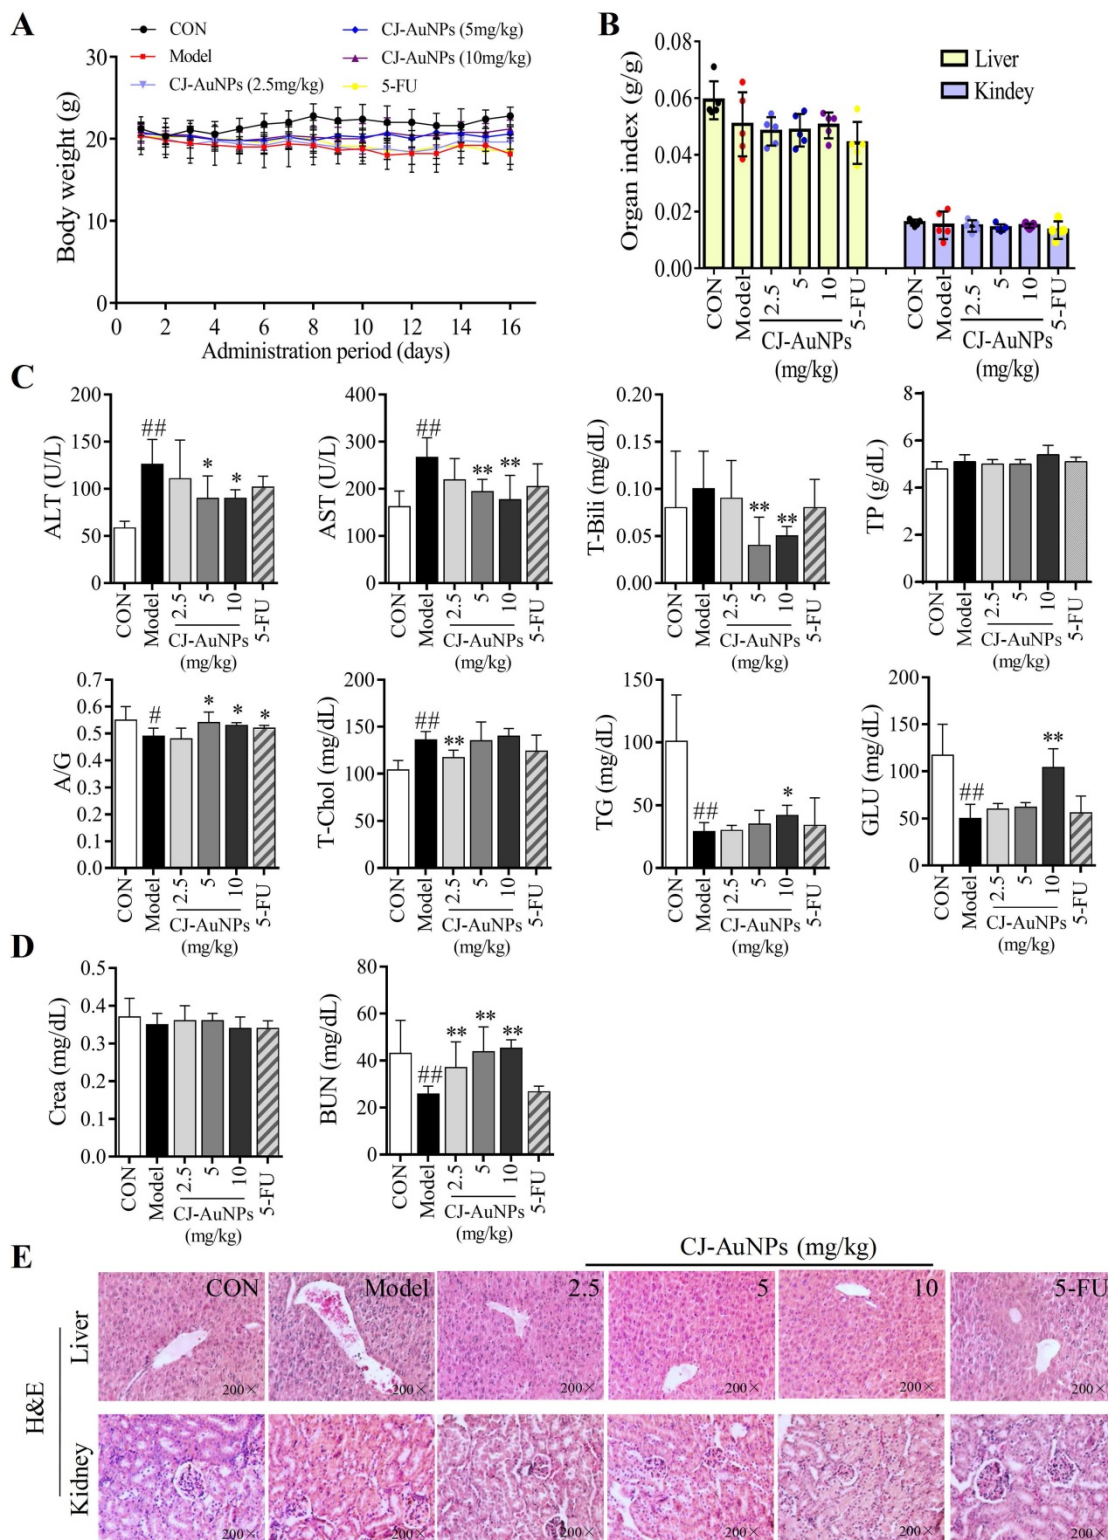 A
CON
Model
CJ-AuNPs (2.5mg/kg)
CJ-AuNPs (5mg/kg)
CJ-AuNPs (10mg/kg)
5-FU
Body weight (g)
30
20
10
0
0 2 4 6 8 10 12 14 16
Administration period (days)
B
Liver
Kindey
Organ index (g/g)
0.08
0.06
0.04
0.02
0.00
CON Model 2.5 5 10 5-FU CON Model 2.5 5 10 5-FU
CJ-AuNPs CJ-AuNPs
(mg/kg) (mg/kg)
C
ALT (U/L)
200
150
100
50
0
## * *
CON Model 2.5 5 10 5-FU
CJ-AuNPs
(mg/kg)
AST (U/L)
400
300
200
100
0
## ** **
CON Model 2.5 5 10 5-FU
CJ-AuNPs
(mg/kg)
T-Bili (mg/dL)
0.20
0.15
0.10
0.05
0.00
** **
CON Model 2.5 5 10 5-FU
CJ-AuNPs
(mg/kg)
TP (g/dL)
8
6
4
2
0
CON Model 2.5 5 10 5-FU
CJ-AuNPs
(mg/kg)
A/G
0.7
0.6
0.5
0.4
0.3
0.2
0.1
0.0
# * * *
CON Model 2.5 5 10 5-FU
CJ-AuNPs
(mg/kg)
T-Chol (mg/dL)
200
150
100
50
0
## **
CON Model 2.5 5 10 5-FU
CJ-AuNPs
(mg/kg)
TG (mg/dL)
150
100
50
0
## *
CON Model 2.5 5 10 5-FU
CJ-AuNPs
(mg/kg)
GLU (mg/dL)
200
150
100
50
0
## **
CON Model 2.5 5 10 5-FU
CJ-AuNPs
(mg/kg)
D
Crea (mg/dL)
0.5
0.4
0.3
0.2
0.1
0.0
CON Model 2.5 5 10 5-FU
CJ-AuNPs
(mg/kg)
BUN (mg/dL)
80
60
40
20
0
## ** ** **
CON Model 2.5 5 10 5-FU
CJ-AuNPs
(mg/kg)
E
CJ-AuNPs (mg/kg)
CON Model 2.5 5 10 5-FU
H&E
Liver
200× 200× 200× 200× 200× 200×
Kidney
200× 200× 200× 200× 200× 200×